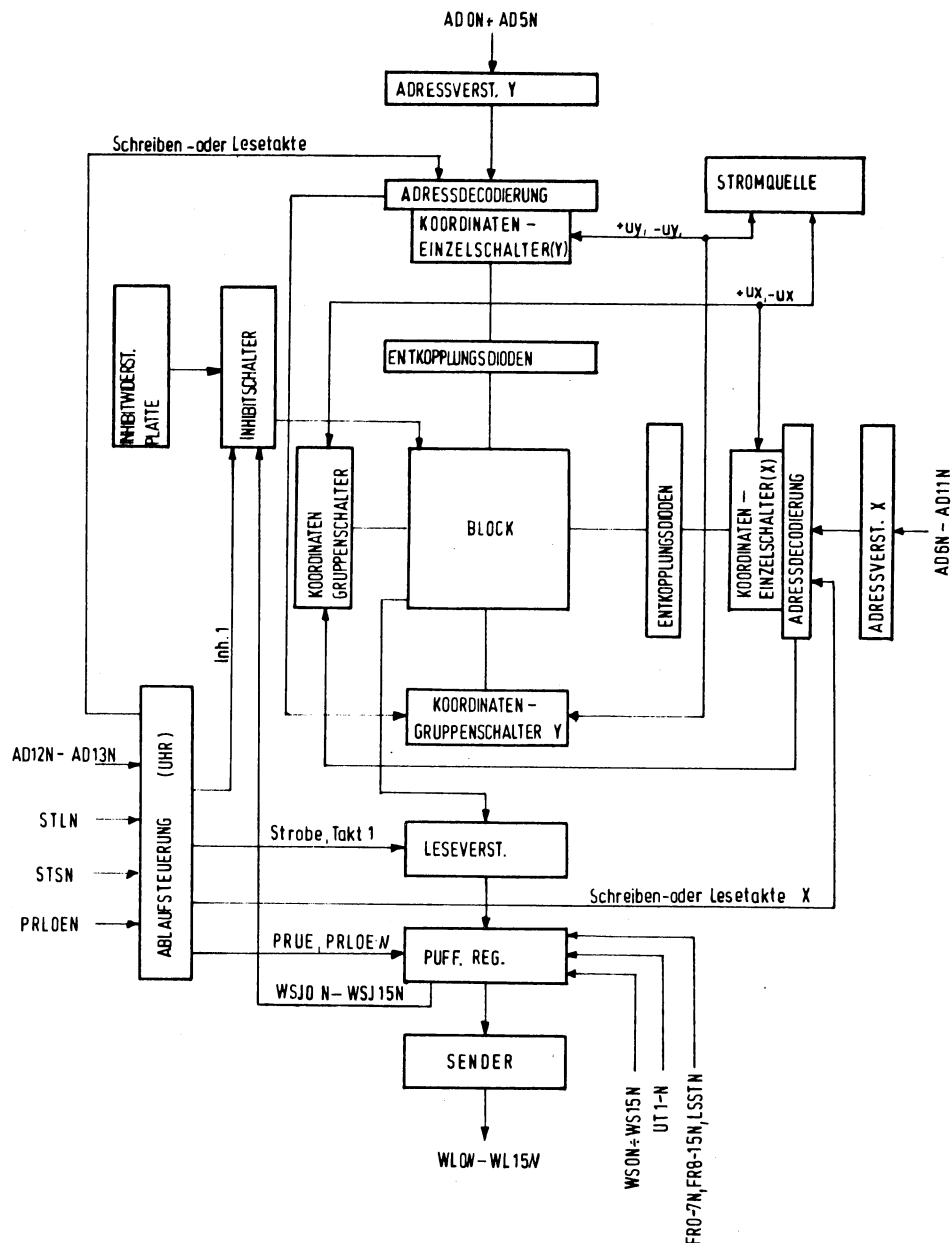 AD0N÷AD5N
ADRESSVERST. Y
Schreiben-oder Lesetakte
ADRESSDECODIERUNG
STROMQUELLE
KOORDINATEN-
EINZELSCHALTER(Y)
+uy, -uy,
+ux,-ux
INHIBITWIDERST.
PLATTE
INHIBITSCHALTER
ENTKOPPLUNGSDIODEN
KOORDINATEN
GRUPPENSCHALTER
BLOCK
ENTKOPPLUNGSDIODEN
KOORDINATEN-
EINZELSCHALTER(X)
ADRESSDECODIERUNG
ADRESSVERST. X
AD6N-AD11N
Inh.1
KOORDINATEN-
GRUPPENSCHALTER Y
AD12N-AD13N
STLN
STSN
PRLOEN
ABLAUFSTEUERUNG (UHR)
Strobe, Takt 1
LESEVERST.
Schreiben-oder Lesetakte X
PRUE, PRLOEN
PUFF. REG.
WSJ0N-WSJ15N
SENDER
WL0N-WL15N
WS0N÷WS15N
UT1-N
FR0-7N,FR8-15N,LSSTN